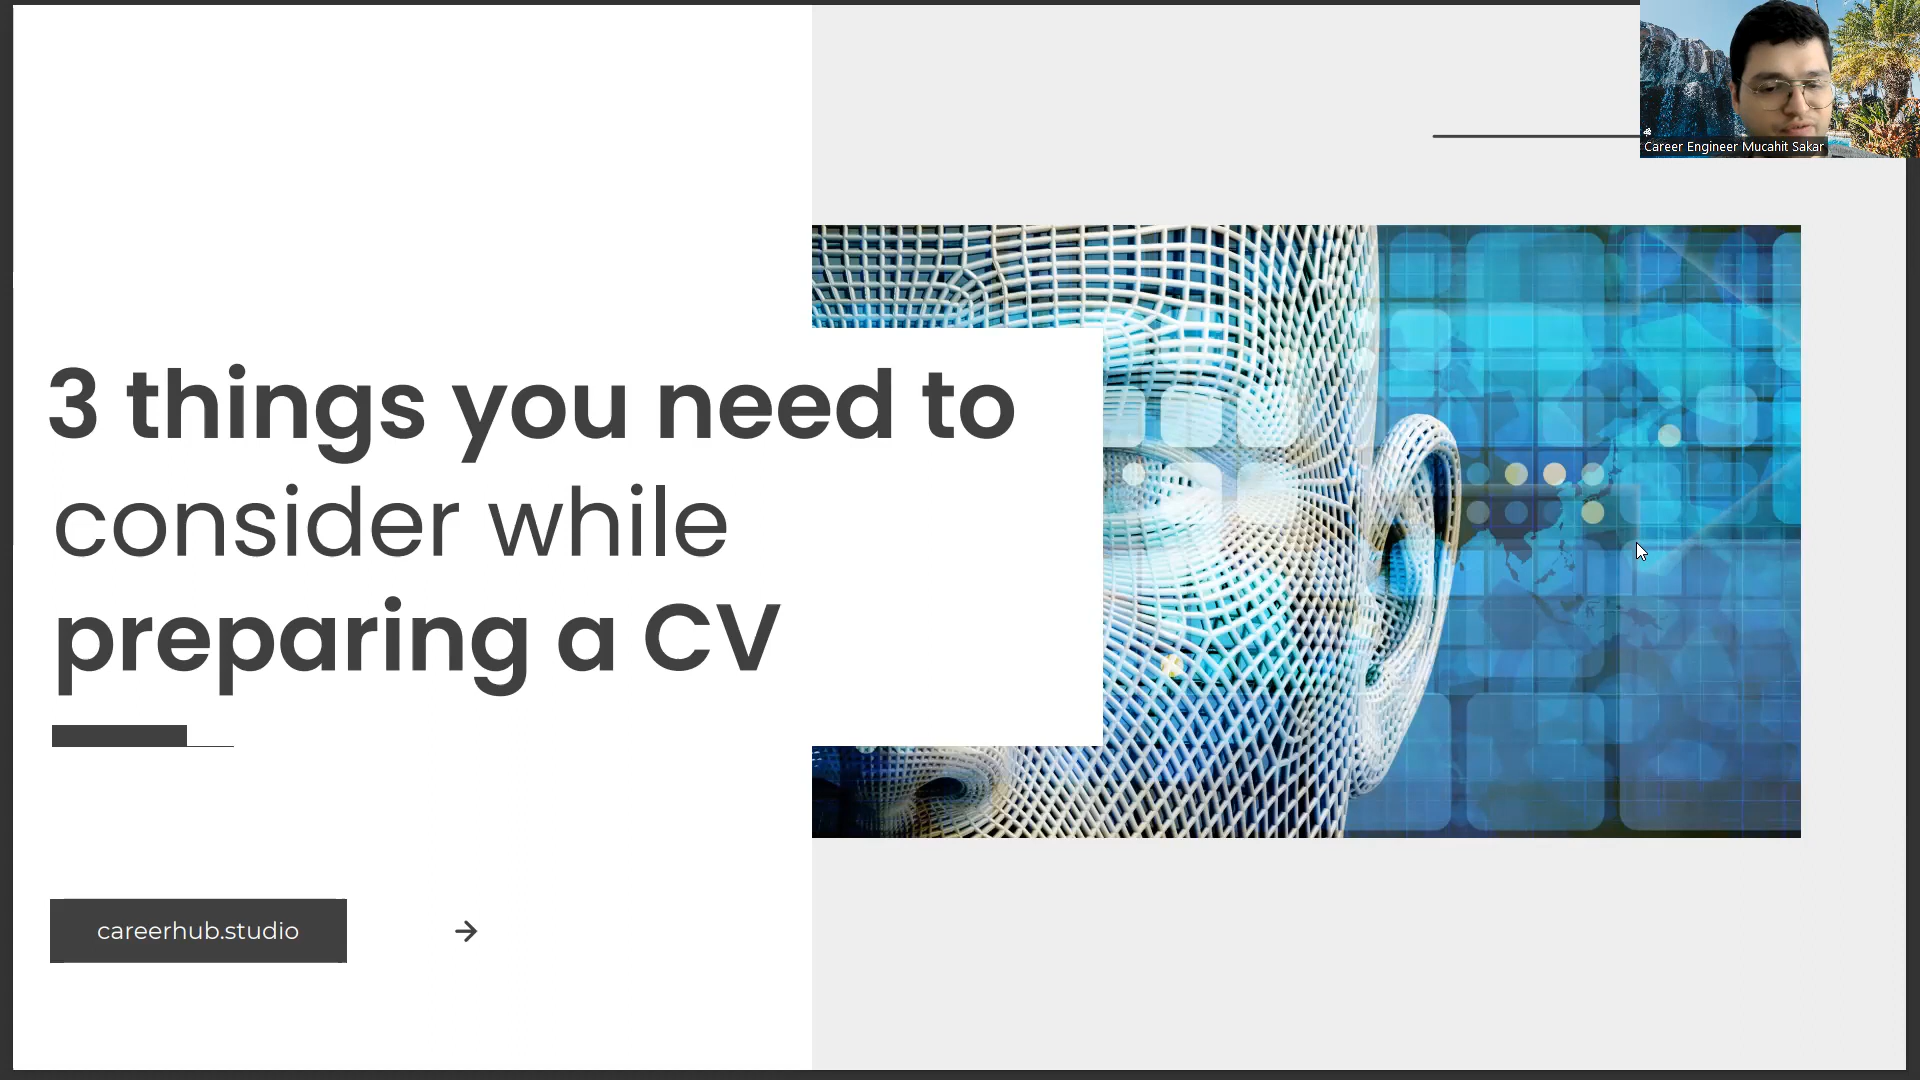 Career Engineer Mucahit Sakar
3 things you need to
consider while
preparing a CV
careerhub.studio